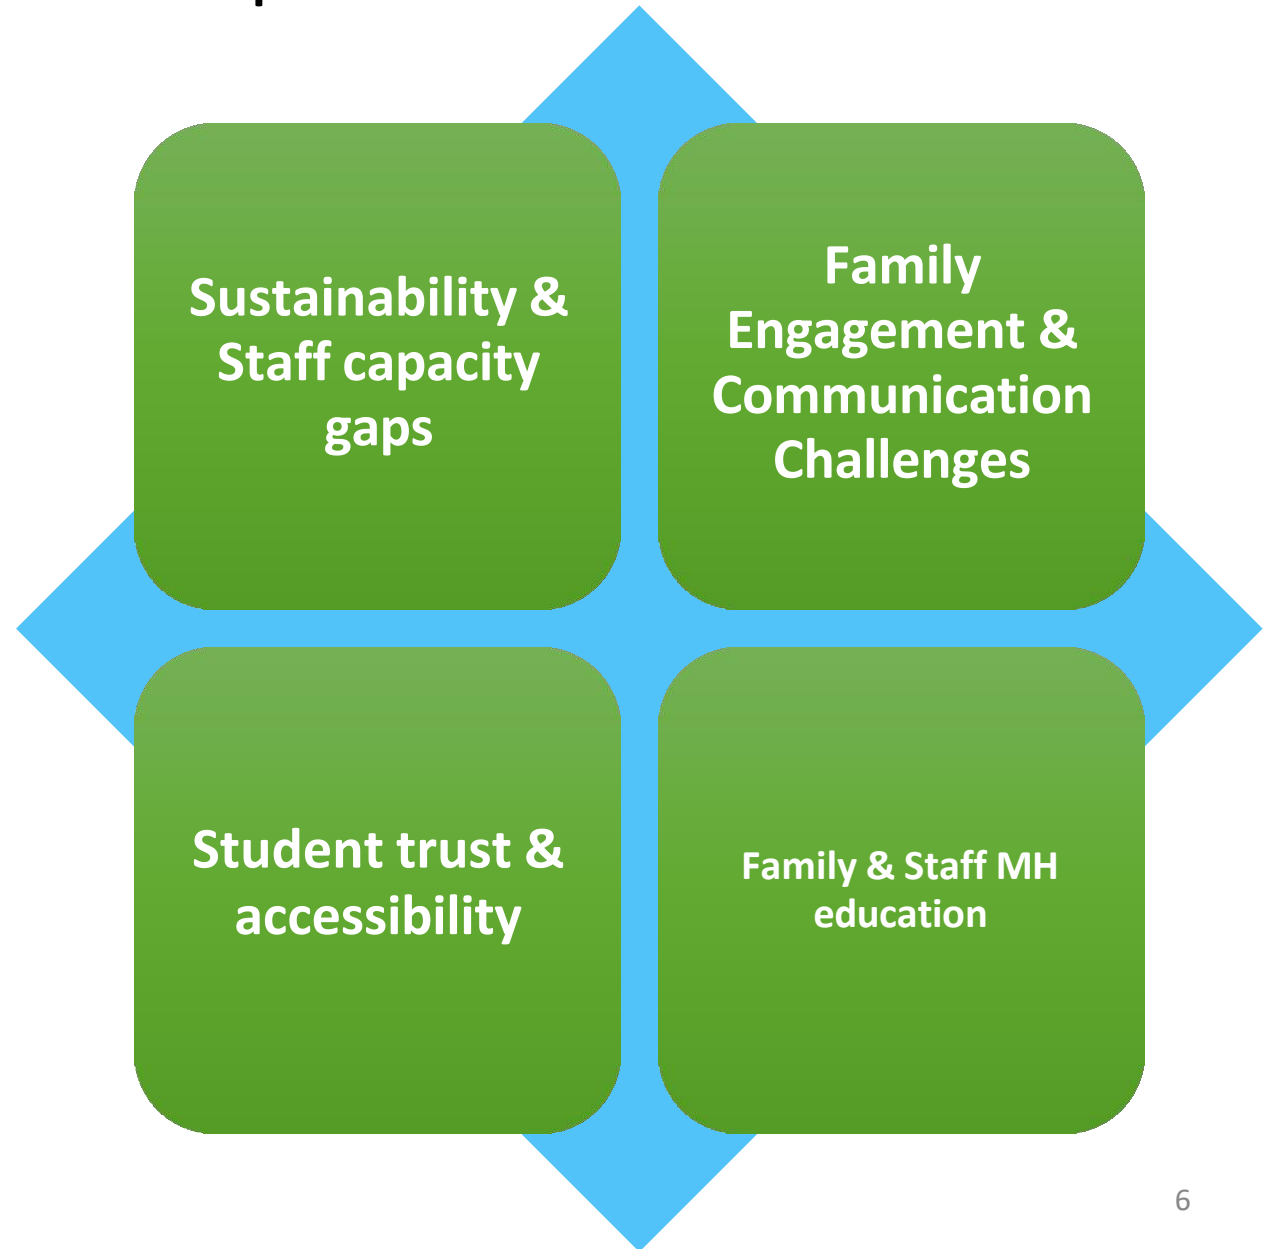 Sustainability &
Staff capacity
gaps
Family
Engagement &
Communication
Challenges
Student trust &
accessibility
Family & Staff MH
education
6